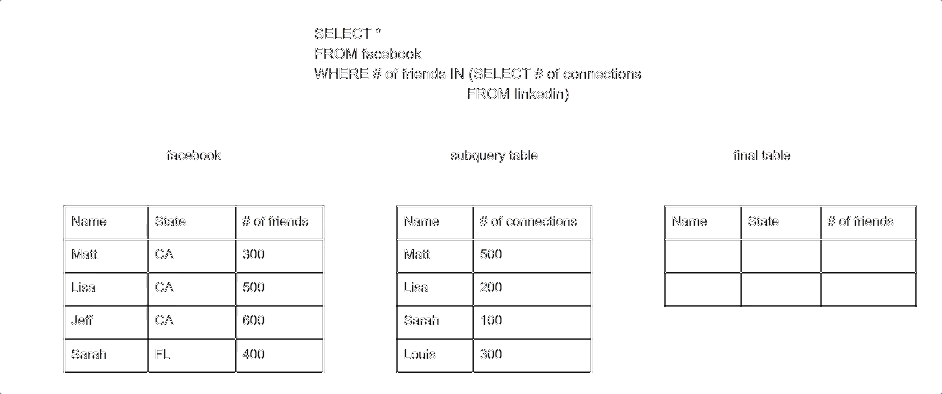 SELECT *
FROM facebook
WHERE # of friends IN (SELECT # of connections
FROM linkedin)
facebook
subquery table
final table
Name State # of friends
Matt CA 300
Lisa CA 500
Jeff CA 600
Sarah FL 400
Name # of connections
Matt 500
Lisa 200
Sarah 100
Louis 300
Name State # of friends